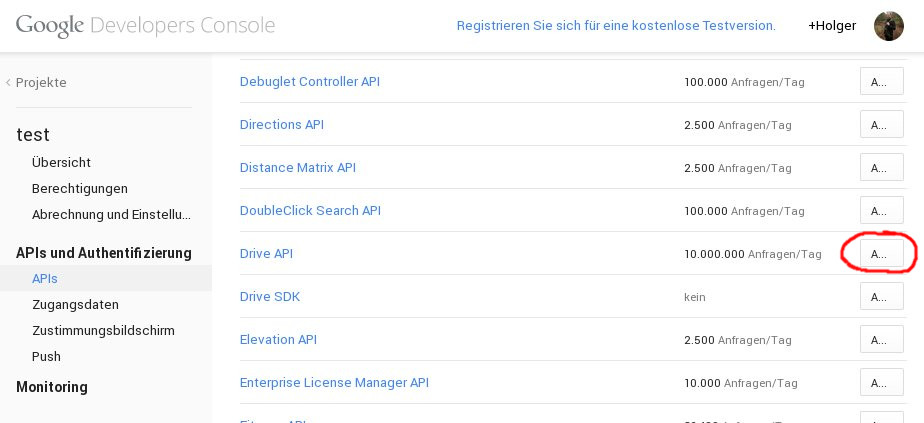 Google Developers Console
Registrieren Sie sich für eine kostenlose Testversion.
+Holger
< Projekte
test
Übersicht
Berechtigungen
Abrechnung und Einstellu...
APIs und Authentifizierung
APIs
Zugangsdaten
Zustimmungsbildschirm
Push
Monitoring
Debuglet Controller API 100.000 Anfragen/Tag A...
Directions API 2.500 Anfragen/Tag A...
Distance Matrix API 2.500 Anfragen/Tag A...
DoubleClick Search API 100.000 Anfragen/Tag A...
Drive API 10.000.000 Anfragen/Tag A...
Drive SDK kein A...
Elevation API 2.500 Anfragen/Tag A...
Enterprise License Manager API 10.000 Anfragen/Tag A...